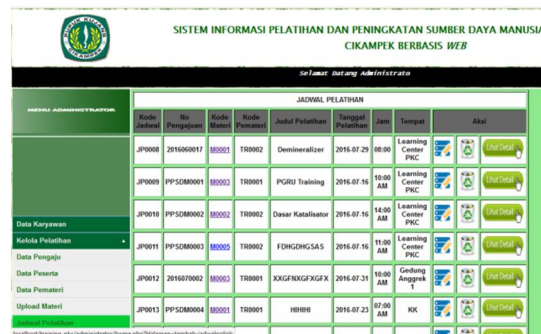 SISTEM INFORMASI PELATIHAN DAN PENINGKATAN SUMBER DAYA MANUSIA
CIKAMPEK BERBASIS WEB
Selamat Datang Administrato
MENU ADMINISTRATOR
JADWAL PELATIHAN
Kode Jadwal No Pengajuan Kode Materi Kode Pemateri Judul Pelatihan Tanggal Pelatihan Jam Tempat Aksi
JP0008 2016060017 M0001 TR0002 Demineralizer 2016-07-29 08:00 Learning Center PKC Lihat Detail
JP0009 PPSDM0001 M0003 TR0001 PGRU Training 2016-07-16 10:00 AM Learning Center PKC Lihat Detail
JP0010 PPSDM0002 M0002 TR0002 Dasar Katalisator 2016-07-16 14:00 AM Learning Center PKC Lihat Detail
JP0011 PPSDM0003 M0005 TR0002 FDHGDHGSAS 2016-07-16 11:00 AM Learning Center PKC Lihat Detail
JP0012 2016070002 M0003 TR0001 XXGFNXGFXGFX 2016-07-31 10:00 AM Gedung Anggrek 1 Lihat Detail
JP0013 PPSDM0004 M0001 TR0001 HIHIHI 2016-07-23 07:00 AM KK Lihat Detail
Data Karyawan
Kelola Pelatihan
Data Pengaju
Data Peserta
Data Pemateri
Upload Materi
Jadwal Pelatihan